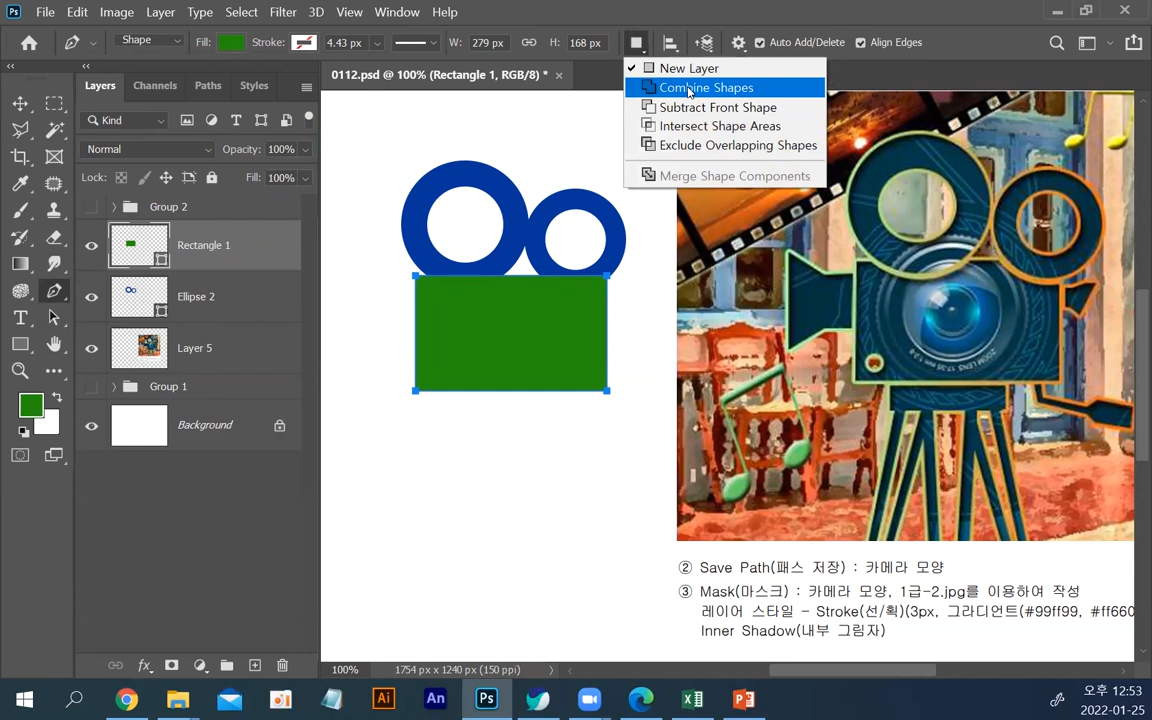 Ps File Edit Image Layer Type Select Filter 3D View Window Help
Shape Fill: Stroke: 4.43 px W: 279 px H: 168 px Auto Add/Delete Align Edges
New Layer
Combine Shapes
Subtract Front Shape
Intersect Shape Areas
Exclude Overlapping Shapes
Merge Shape Components
0112.psd @ 100% (Rectangle 1, RGB/8) *
Layers Channels Paths Styles
Kind
Normal Opacity: 100%
Lock: Fill: 100%
Group 2
Rectangle 1
Ellipse 2
Layer 5
Group 1
Background
ZOOM LENS
② Save Path(패스 저장) : 카메라 모양
③ Mask(마스크) : 카메라 모양, 1급-2.jpg를 이용하여 작성
레이어 스타일 - Stroke(선/획)(3px, 그라디언트(#99ff99, #ff660
Inner Shadow(내부 그림자)
fx
100% 1754 px x 1240 px (150 ppi)
Ai An Ps
오후 12:53
2022-01-25